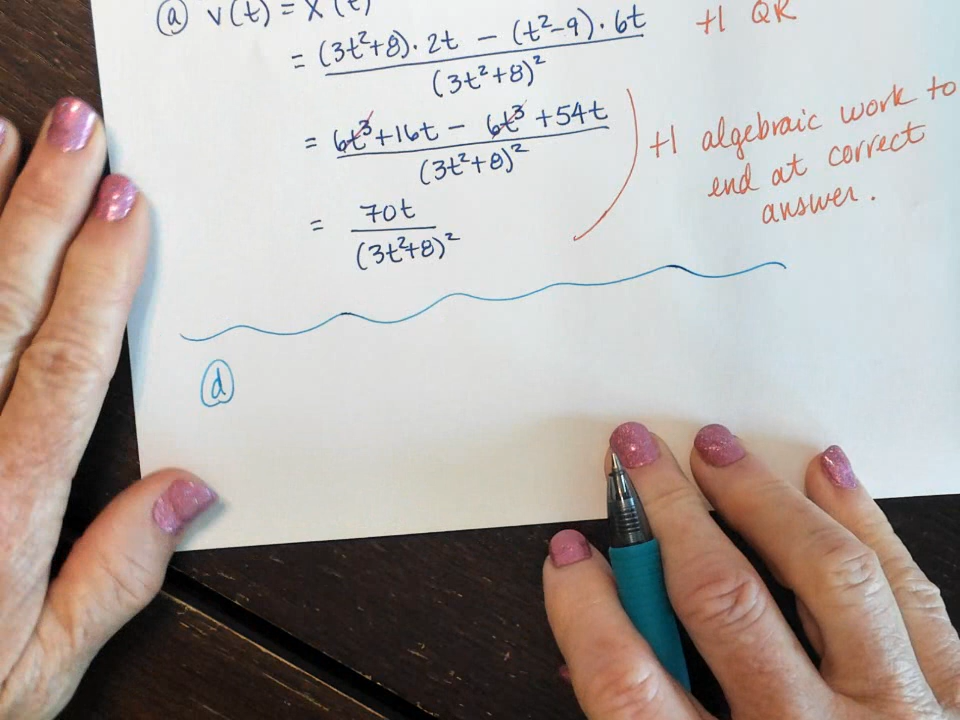 (a) v(t) = x'(t)
= (3t²+8)·2t − (t²−9)·6t +1 QR
(3t²+8)²
= 6t³+16t − 6t³+54t
(3t²+8)²
+1 algebraic work to
end at correct
answer.
= 70t
(3t²+8)²
(d)